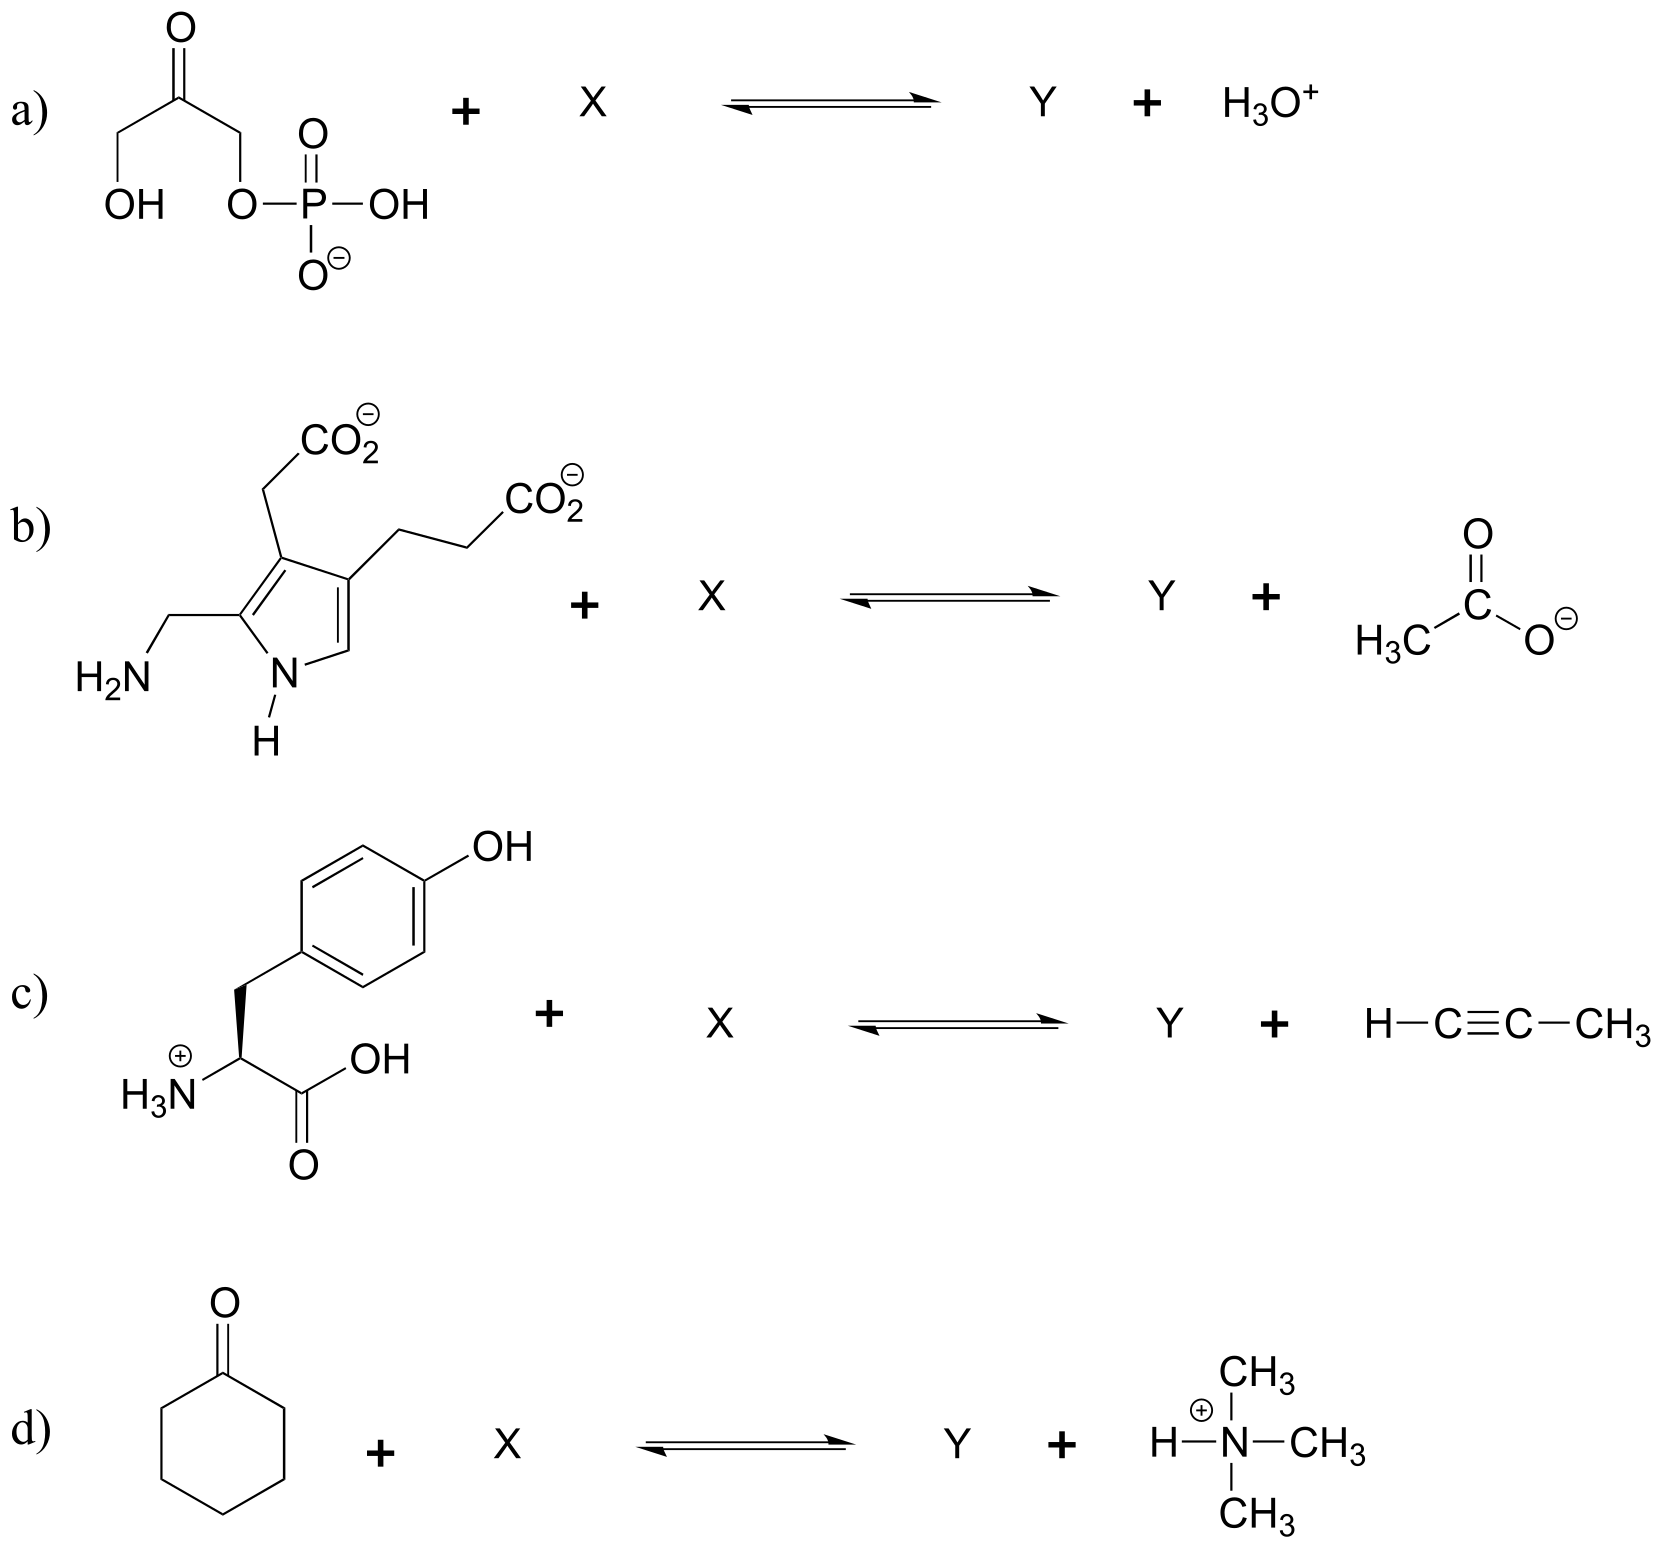 O
a)
+ X Y + H3O+
O
OH O P OH
O⊖
CO2⊖
CO2⊖
b)
O
+ X Y + C
H3C O⊖
H2N N
H
OH
c)
+ X Y + H C C CH3
⊕ OH
H3N
O
O
CH3
d)
+ X Y + H N⊕ CH3
CH3